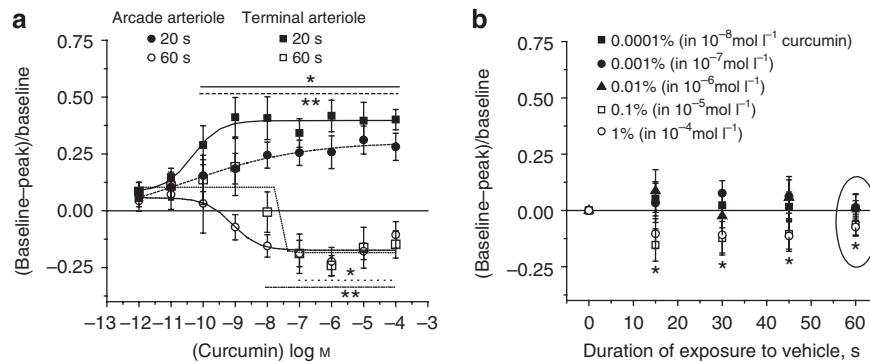 a
Arcade arteriole
● 20 s
○ 60 s
Terminal arteriole
■ 20 s
□ 60 s
(Baseline–peak)/baseline
0.75
0.50
0.25
0.00
−0.25
*
**
*
**
−13 −12 −11 −10 −9 −8 −7 −6 −5 −4 −3
(Curcumin) log M
b
■ 0.0001% (in 10⁻⁸mol l⁻¹ curcumin)
● 0.001% (in 10⁻⁷mol l⁻¹)
▲ 0.01% (in 10⁻⁶mol l⁻¹)
□ 0.1% (in 10⁻⁵mol l⁻¹)
○ 1% (in 10⁻⁴mol l⁻¹)
(Baseline–peak)/baseline
0.75
0.50
0.25
0.00
−0.25
* * * *
0 10 20 30 40 50 60
Duration of exposure to vehicle, s